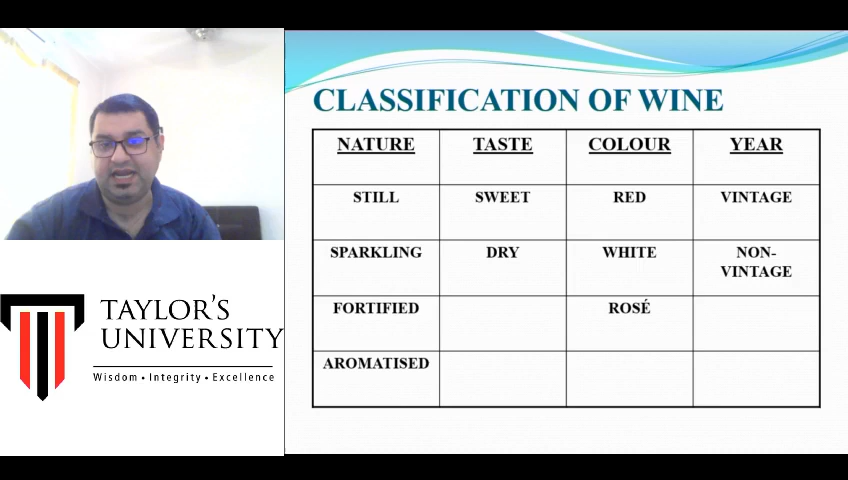 CLASSIFICATION OF WINE
NATURE TASTE COLOUR YEAR
STILL SWEET RED VINTAGE
SPARKLING DRY WHITE NON-
VINTAGE
FORTIFIED ROSÉ
AROMATISED
TAYLOR'S
UNIVERSITY
Wisdom • Integrity • Excellence